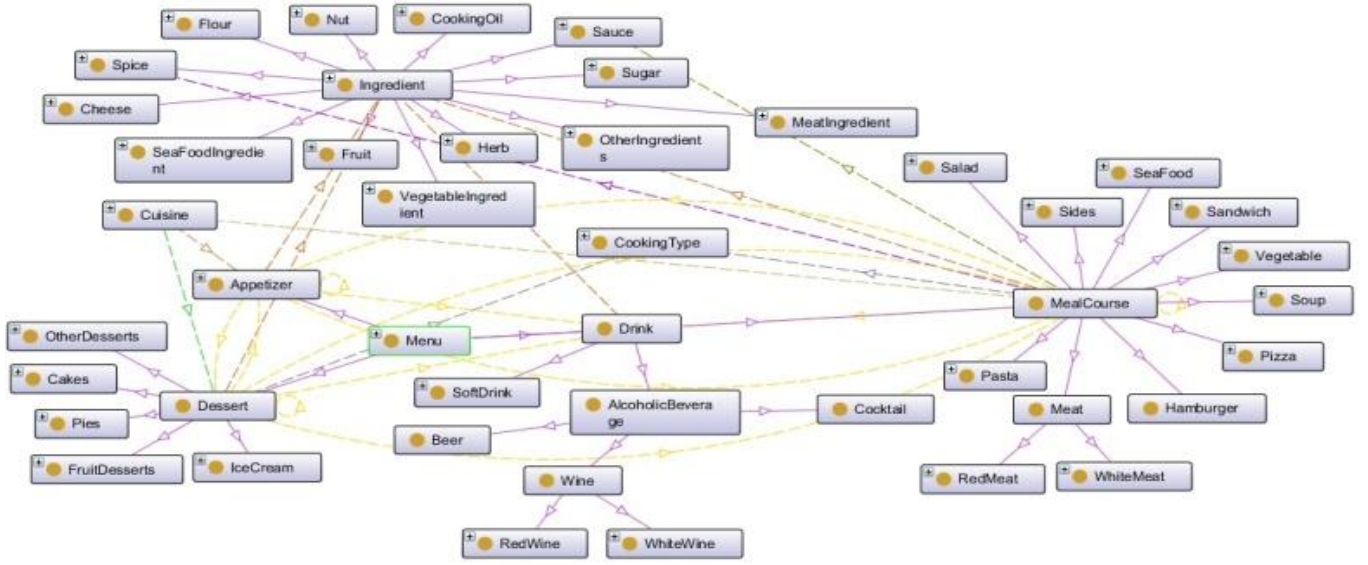 Flour
Nut
CookingOil
Sauce
Spice
Ingredient
Sugar
Cheese
MeatIngredient
SeaFoodIngredie
nt
Fruit
Herb
OtherIngredient
s
Salad
SeaFood
VegetableIngred
ient
Cuisine
Sides
Sandwich
CookingType
Vegetable
Appetizer
MealCourse
Soup
OtherDesserts
Menu
Drink
Pizza
Cakes
SoftDrink
Pasta
Dessert
AlcoholicBevera
ge
Cocktail
Meat
Hamburger
Pies
Beer
FruitDesserts
IceCream
Wine
RedMeat
WhiteMeat
RedWine
WhiteWine